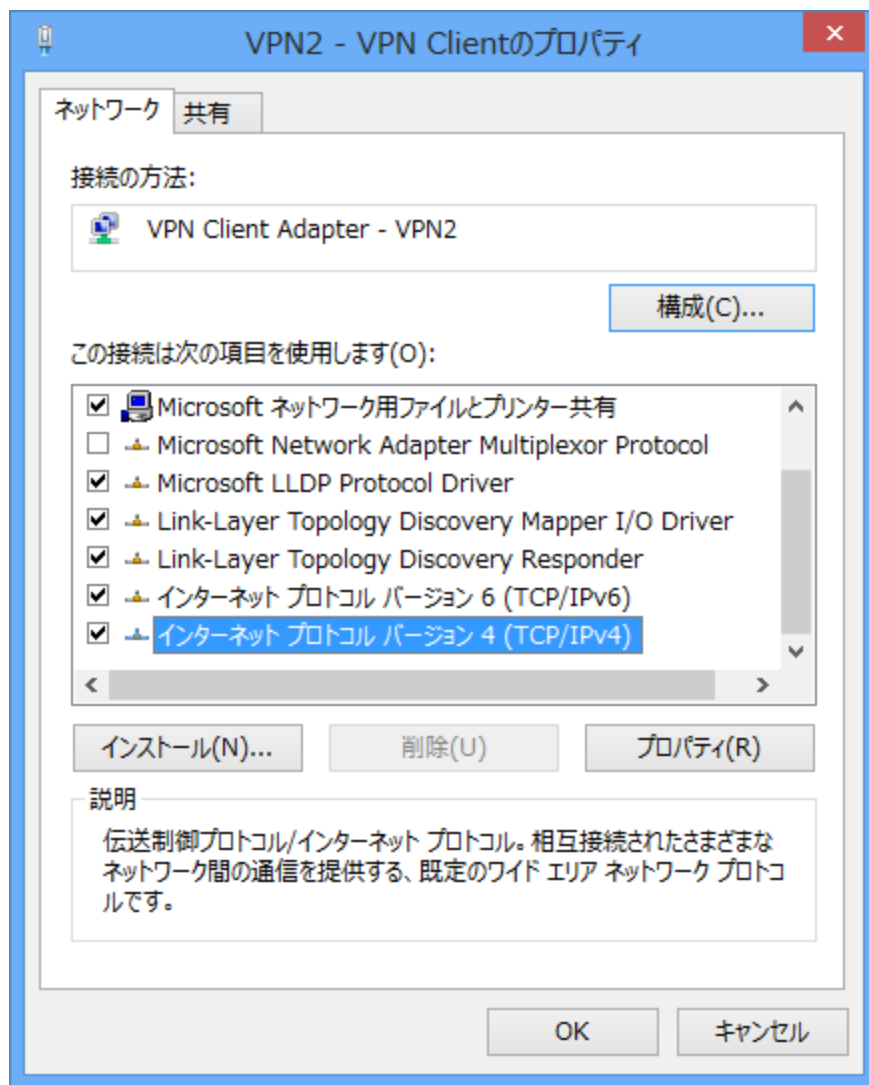 VPN2 - VPN Clientのプロパティ
ネットワーク
共有
接続の方法:
VPN Client Adapter - VPN2
構成(C)...
この接続は次の項目を使用します(O):
Microsoft ネットワーク用ファイルとプリンター共有
Microsoft Network Adapter Multiplexor Protocol
Microsoft LLDP Protocol Driver
Link-Layer Topology Discovery Mapper I/O Driver
Link-Layer Topology Discovery Responder
インターネット プロトコル バージョン 6 (TCP/IPv6)
インターネット プロトコル バージョン 4 (TCP/IPv4)
インストール(N)...
削除(U)
プロパティ(R)
説明
伝送制御プロトコル/インターネット プロトコル。相互接続されたさまざまな
ネットワーク間の通信を提供する、既定のワイド エリア ネットワーク プロトコ
ルです。
OK
キャンセル